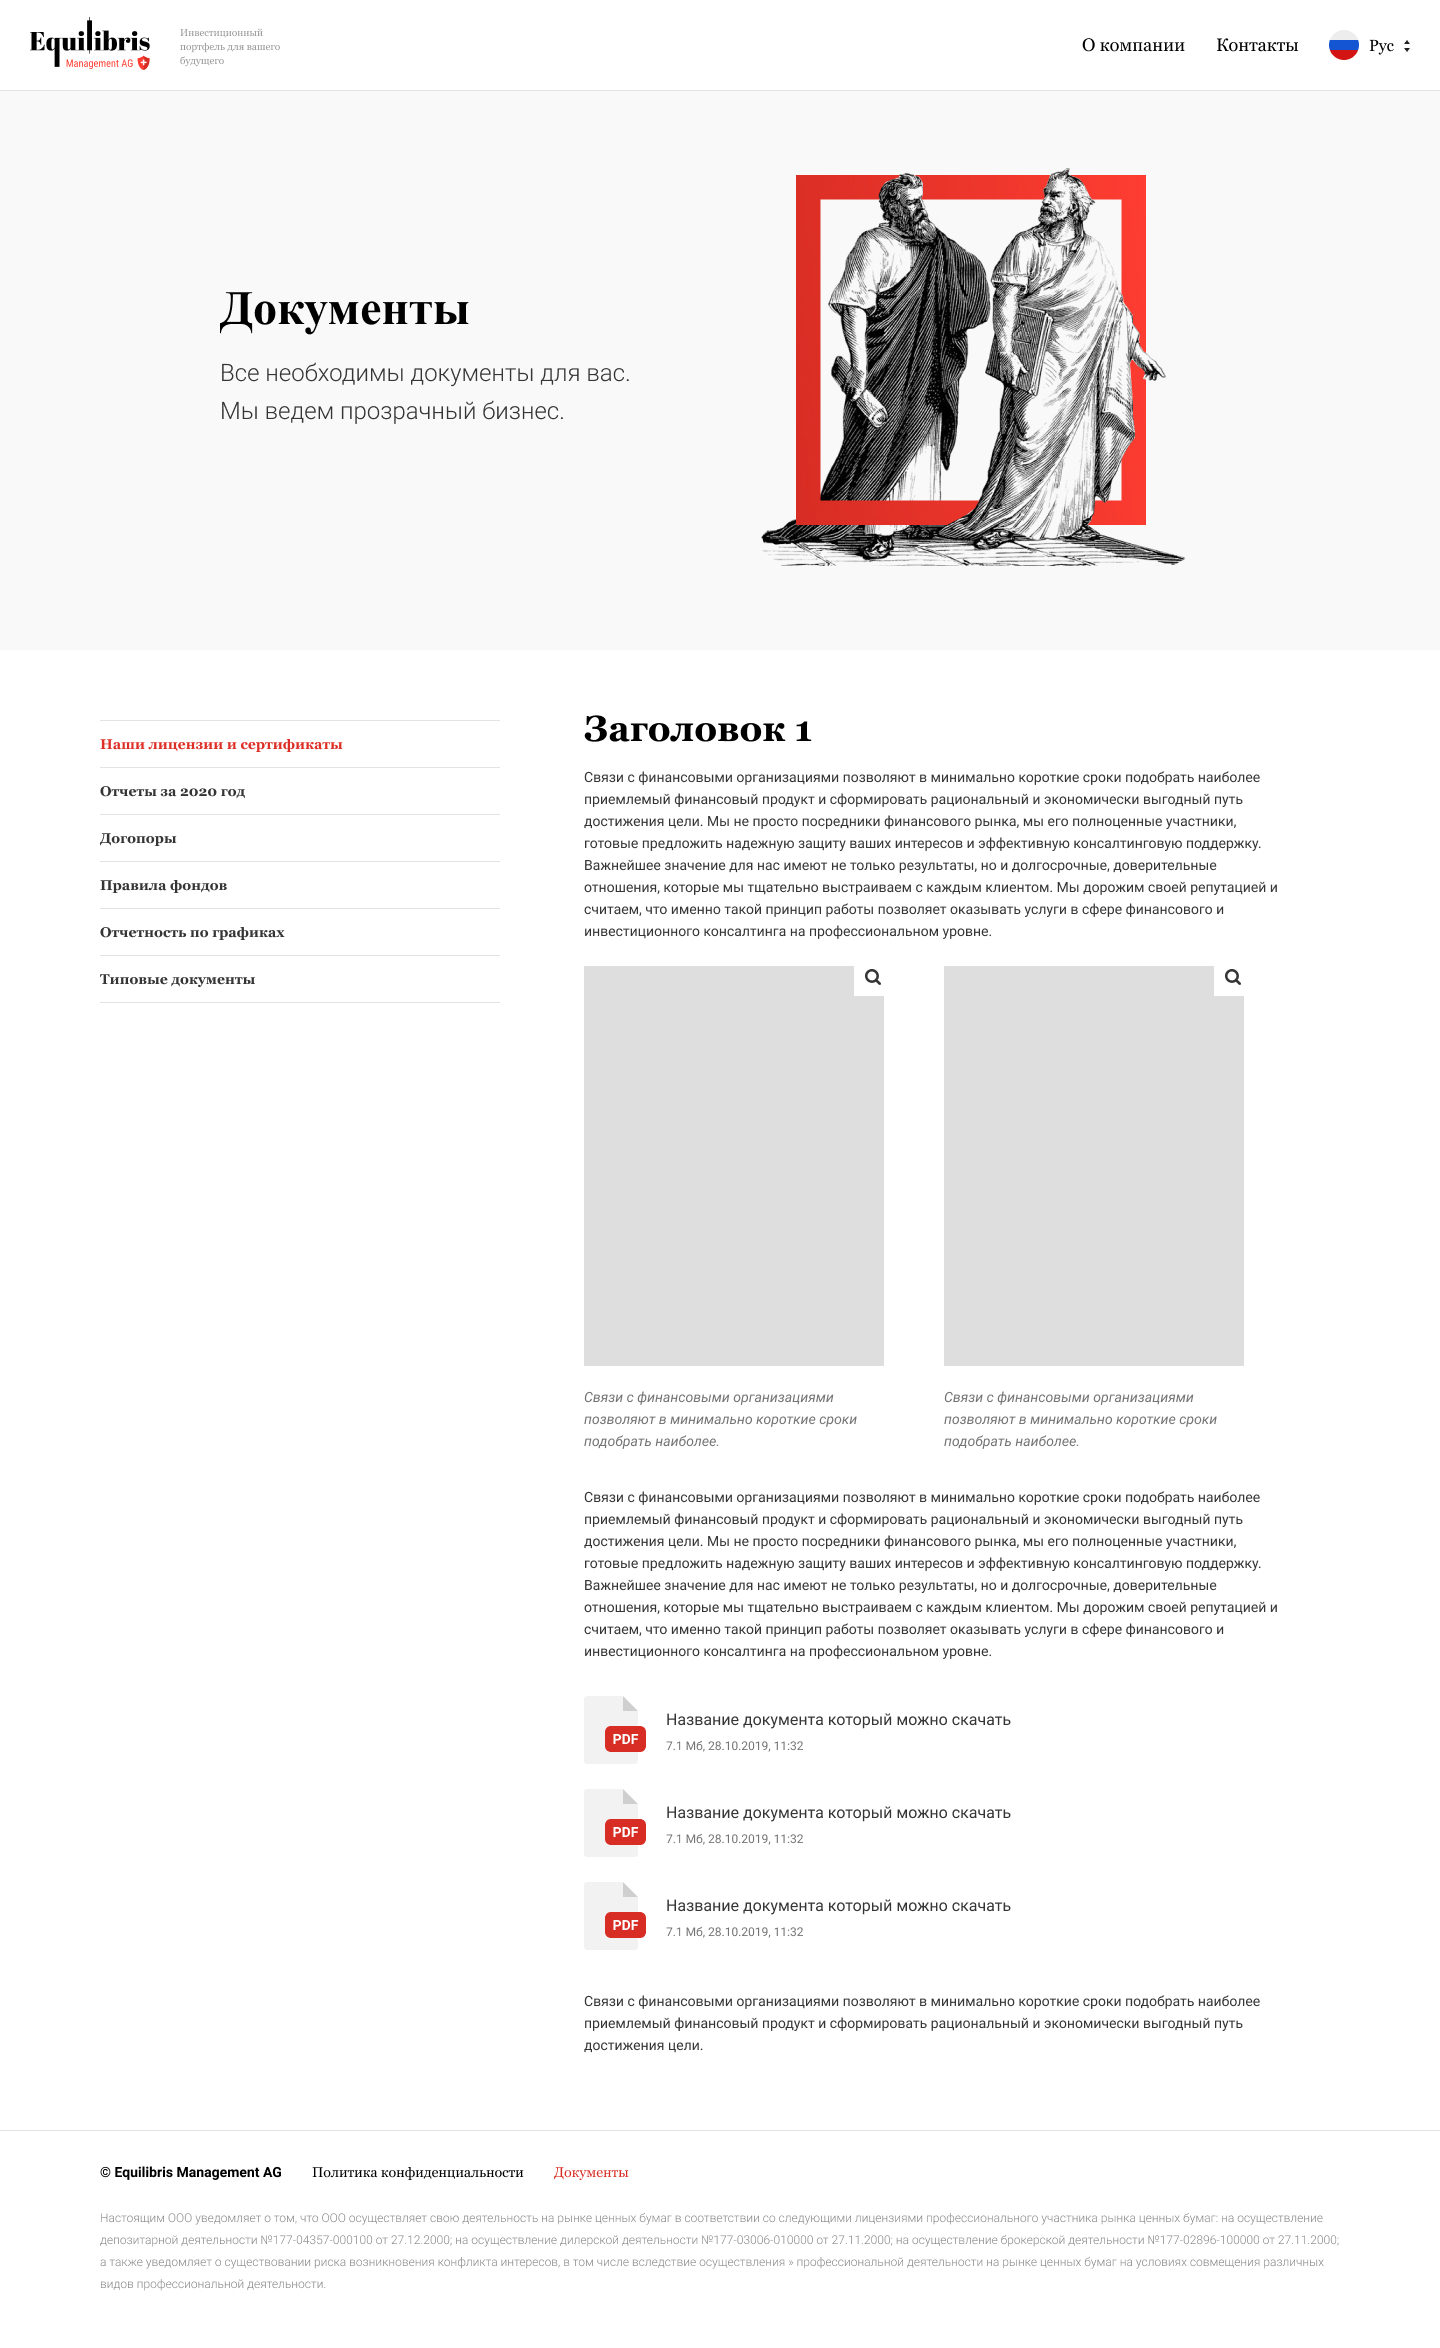 Equilibris
Management AG
Инвестиционный
портфель для вашего
будущего
О компании
Контакты
Рус
Документы
Все необходимы документы для вас.
Мы ведем прозрачный бизнес.
Наши лицензии и сертификаты
Отчеты за 2020 год
Догопоры
Правила фондов
Отчетность по графиках
Типовые документы
Заголовок 1
Связи с финансовыми организациями позволяют в минимально короткие сроки подобрать наиболее
приемлемый финансовый продукт и сформировать рациональный и экономически выгодный путь
достижения цели. Мы не просто посредники финансового рынка, мы его полноценные участники,
готовые предложить надежную защиту ваших интересов и эффективную консалтинговую поддержку.
Важнейшее значение для нас имеют не только результаты, но и долгосрочные, доверительные
отношения, которые мы тщательно выстраиваем с каждым клиентом. Мы дорожим своей репутацией и
считаем, что именно такой принцип работы позволяет оказывать услуги в сфере финансового и
инвестиционного консалтинга на профессиональном уровне.
Связи с финансовыми организациями
позволяют в минимально короткие сроки
подобрать наиболее.
Связи с финансовыми организациями
позволяют в минимально короткие сроки
подобрать наиболее.
Связи с финансовыми организациями позволяют в минимально короткие сроки подобрать наиболее
приемлемый финансовый продукт и сформировать рациональный и экономически выгодный путь
достижения цели. Мы не просто посредники финансового рынка, мы его полноценные участники,
готовые предложить надежную защиту ваших интересов и эффективную консалтинговую поддержку.
Важнейшее значение для нас имеют не только результаты, но и долгосрочные, доверительные
отношения, которые мы тщательно выстраиваем с каждым клиентом. Мы дорожим своей репутацией и
считаем, что именно такой принцип работы позволяет оказывать услуги в сфере финансового и
инвестиционного консалтинга на профессиональном уровне.
PDF
Название документа который можно скачать
7.1 Мб, 28.10.2019, 11:32
PDF
Название документа который можно скачать
7.1 Мб, 28.10.2019, 11:32
PDF
Название документа который можно скачать
7.1 Мб, 28.10.2019, 11:32
Связи с финансовыми организациями позволяют в минимально короткие сроки подобрать наиболее
приемлемый финансовый продукт и сформировать рациональный и экономически выгодный путь
достижения цели.
© Equilibris Management AG
Политика конфиденциальности
Документы
Настоящим ООО уведомляет о том, что ООО осуществляет свою деятельность на рынке ценных бумаг в соответствии со следующими лицензиями профессионального участника рынка ценных бумаг: на осуществление
депозитарной деятельности №177-04357-000100 от 27.12.2000; на осуществление дилерской деятельности №177-03006-010000 от 27.11.2000; на осуществление брокерской деятельности №177-02896-100000 от 27.11.2000;
а также уведомляет о существовании риска возникновения конфликта интересов, в том числе вследствие осуществления » профессиональной деятельности на рынке ценных бумаг на условиях совмещения различных
видов профессиональной деятельности.